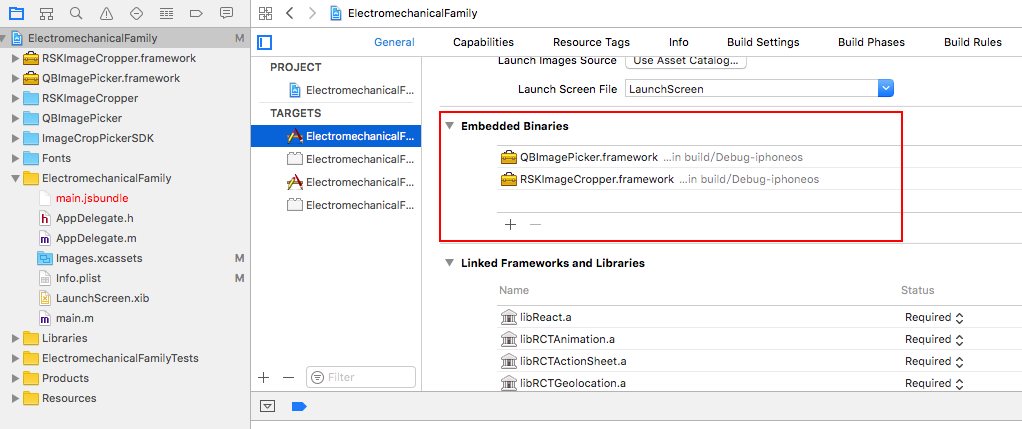 ElectromechanicalFamily
General Capabilities Resource Tags Info Build Settings Build Phases Build Rules
ElectromechanicalFamily M
RSKImageCropper.framework
QBImagePicker.framework
RSKImageCropper
QBImagePicker
ImageCropPickerSDK
Fonts
ElectromechanicalFamily
main.jsbundle
AppDelegate.h
AppDelegate.m
Images.xcassets M
Info.plist M
LaunchScreen.xib
main.m
Libraries
ElectromechanicalFamilyTests
Products
Resources
PROJECT
ElectromechanicalF...
TARGETS
ElectromechanicalF...
ElectromechanicalF...
ElectromechanicalF...
ElectromechanicalF...
Filter
Launch Images Source Use Asset Catalog...
Launch Screen File LaunchScreen
Embedded Binaries
QBImagePicker.framework ...in build/Debug-iphoneos
RSKImageCropper.framework ...in build/Debug-iphoneos
Linked Frameworks and Libraries
Name Status
libReact.a Required
libRCTAnimation.a Required
libRCTActionSheet.a Required
libRCTGeolocation.a Required